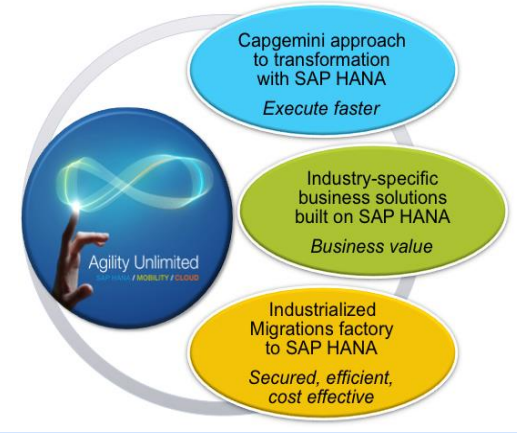 Capgemini approach
to transformation
with SAP HANA
Execute faster
Industry-specific
business solutions
built on SAP HANA
Business value
Agility Unlimited
SAP HANA / MOBILITY / CLOUD
Industrialized
Migrations factory
to SAP HANA
Secured, efficient,
cost effective